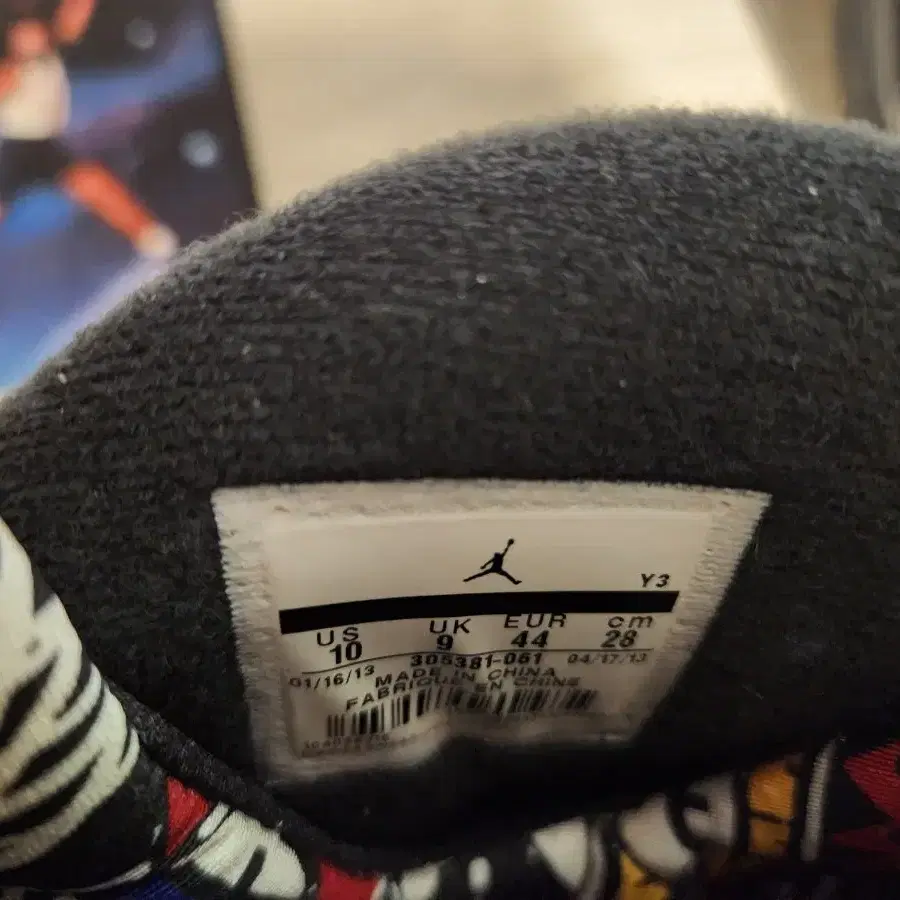 Y3
US UK EUR cm
10 9 44 28
01/16/13 305381-061 04/17/13
MADE IN CHINA
FABRIQUÉ EN CHINE